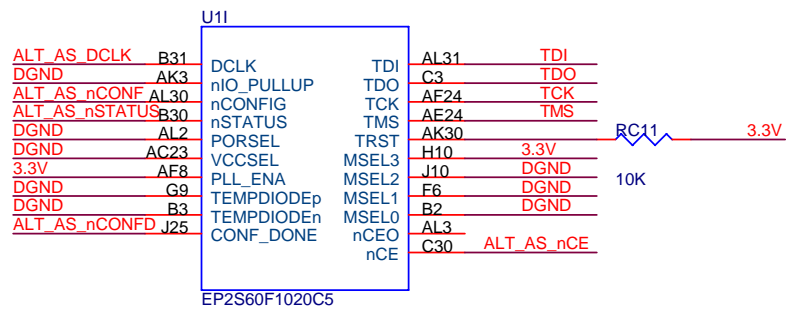 U1I
ALT_AS_DCLK B31 DCLK TDI AL31 TDI
DGND AK3 nIO_PULLUP TDO C3 TDO
ALT_AS_nCONF AL30 nCONFIG TCK AF24 TCK
ALT_AS_nSTATUS B30 nSTATUS TMS AE24 TMS
DGND AL2 PORSEL TRST AK30 RC11 3.3V
DGND AC23 VCCSEL MSEL3 H10 3.3V
3.3V AF8 PLL_ENA MSEL2 J10 DGND 10K
DGND G9 TEMPDIODEp MSEL1 F6 DGND
DGND B3 TEMPDIODEn MSEL0 B2 DGND
ALT_AS_nCONFD J25 CONF_DONE nCEO AL3
nCE C30 ALT_AS_nCE
EP2S60F1020C5